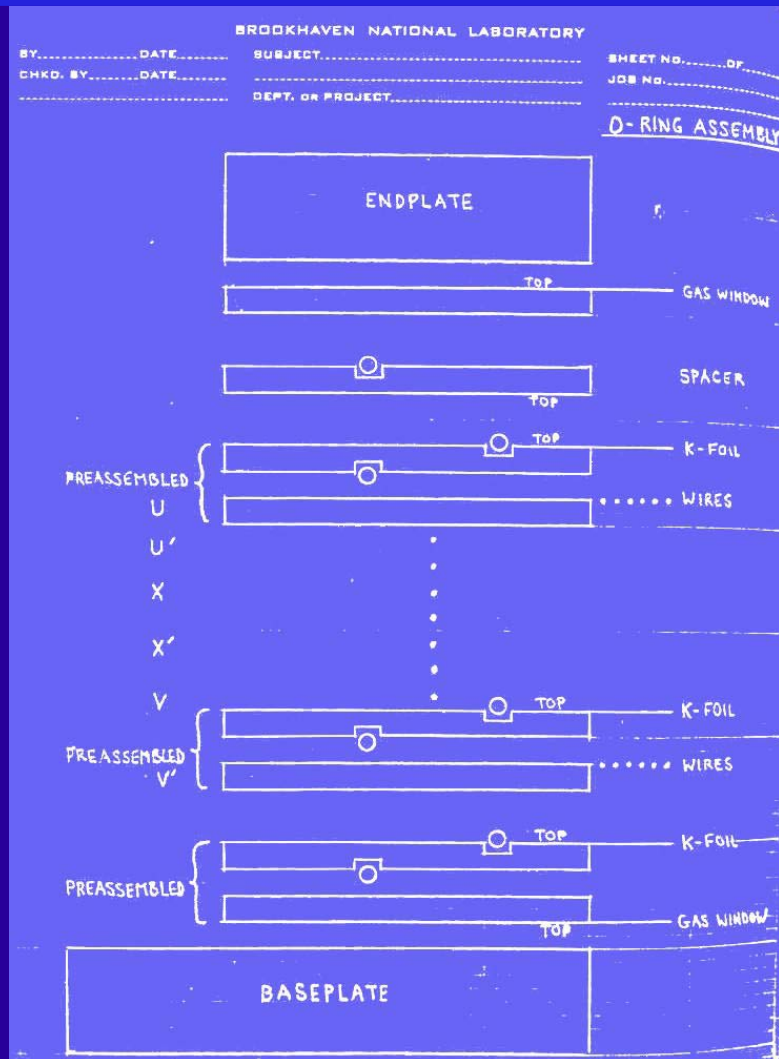 BROOKHAVEN NATIONAL LABORATORY
BY DATE SUBJECT SHEET NO. OF
CHKD. BY DATE JOB NO.
DEPT. OR PROJECT
O-RING ASSEMBLY
ENDPLATE
TOP
GAS WINDOW
SPACER
TOP
TOP
K-FOIL
PREASSEMBLED
U
WIRES
U'
X
X'
V
TOP
K-FOIL
PREASSEMBLED
V'
WIRES
TOP
K-FOIL
PREASSEMBLED
GAS WINDOW
TOP
BASEPLATE